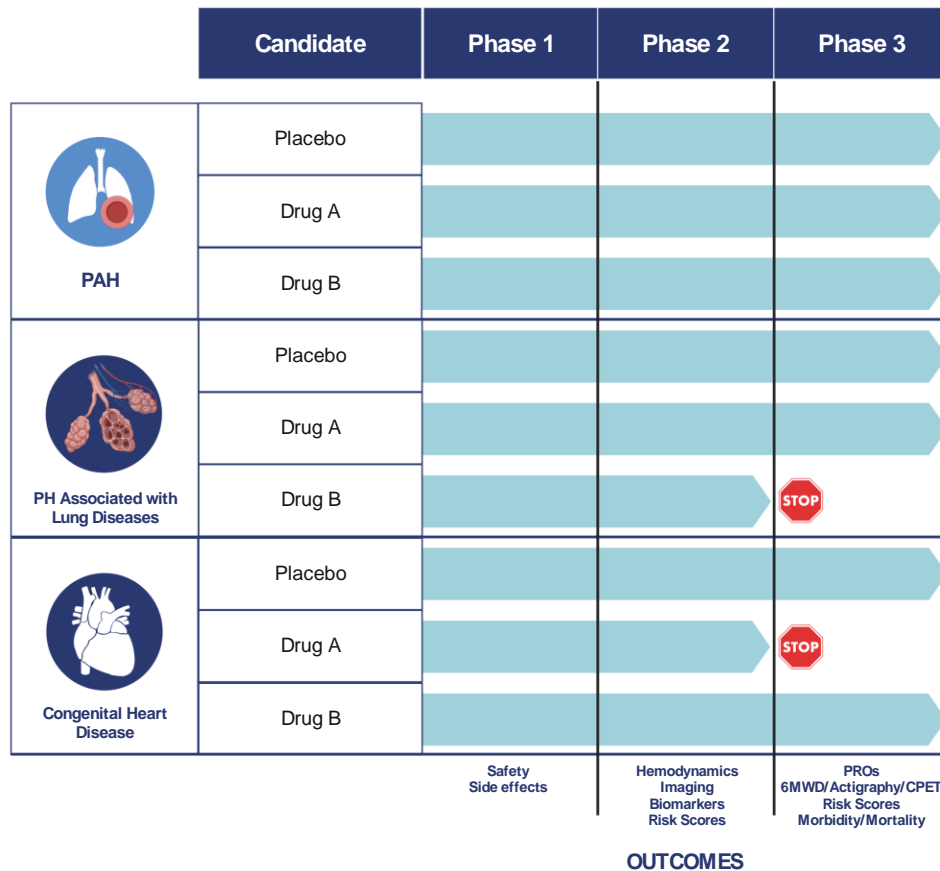 Candidate Phase 1 Phase 2 Phase 3
Placebo
Drug A
PAH
Drug B
Placebo
Drug A
PH Associated with
Lung Diseases
Drug B STOP
Placebo
Drug A STOP
Congenital Heart
Disease
Drug B
Safety
Side effects
Hemodynamics
Imaging
Biomarkers
Risk Scores
PROs
6MWD/Actigraphy/CPET
Risk Scores
Morbidity/Mortality
OUTCOMES